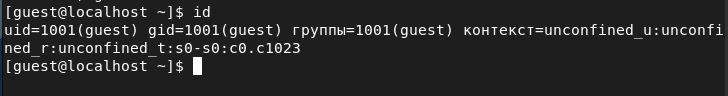 [guest@localhost ~]$ id
uid=1001(guest) gid=1001(guest) группы=1001(guest) контекст=unconfined_u:unconfi
ned_r:unconfined_t:s0-s0:c0.c1023
[guest@localhost ~]$